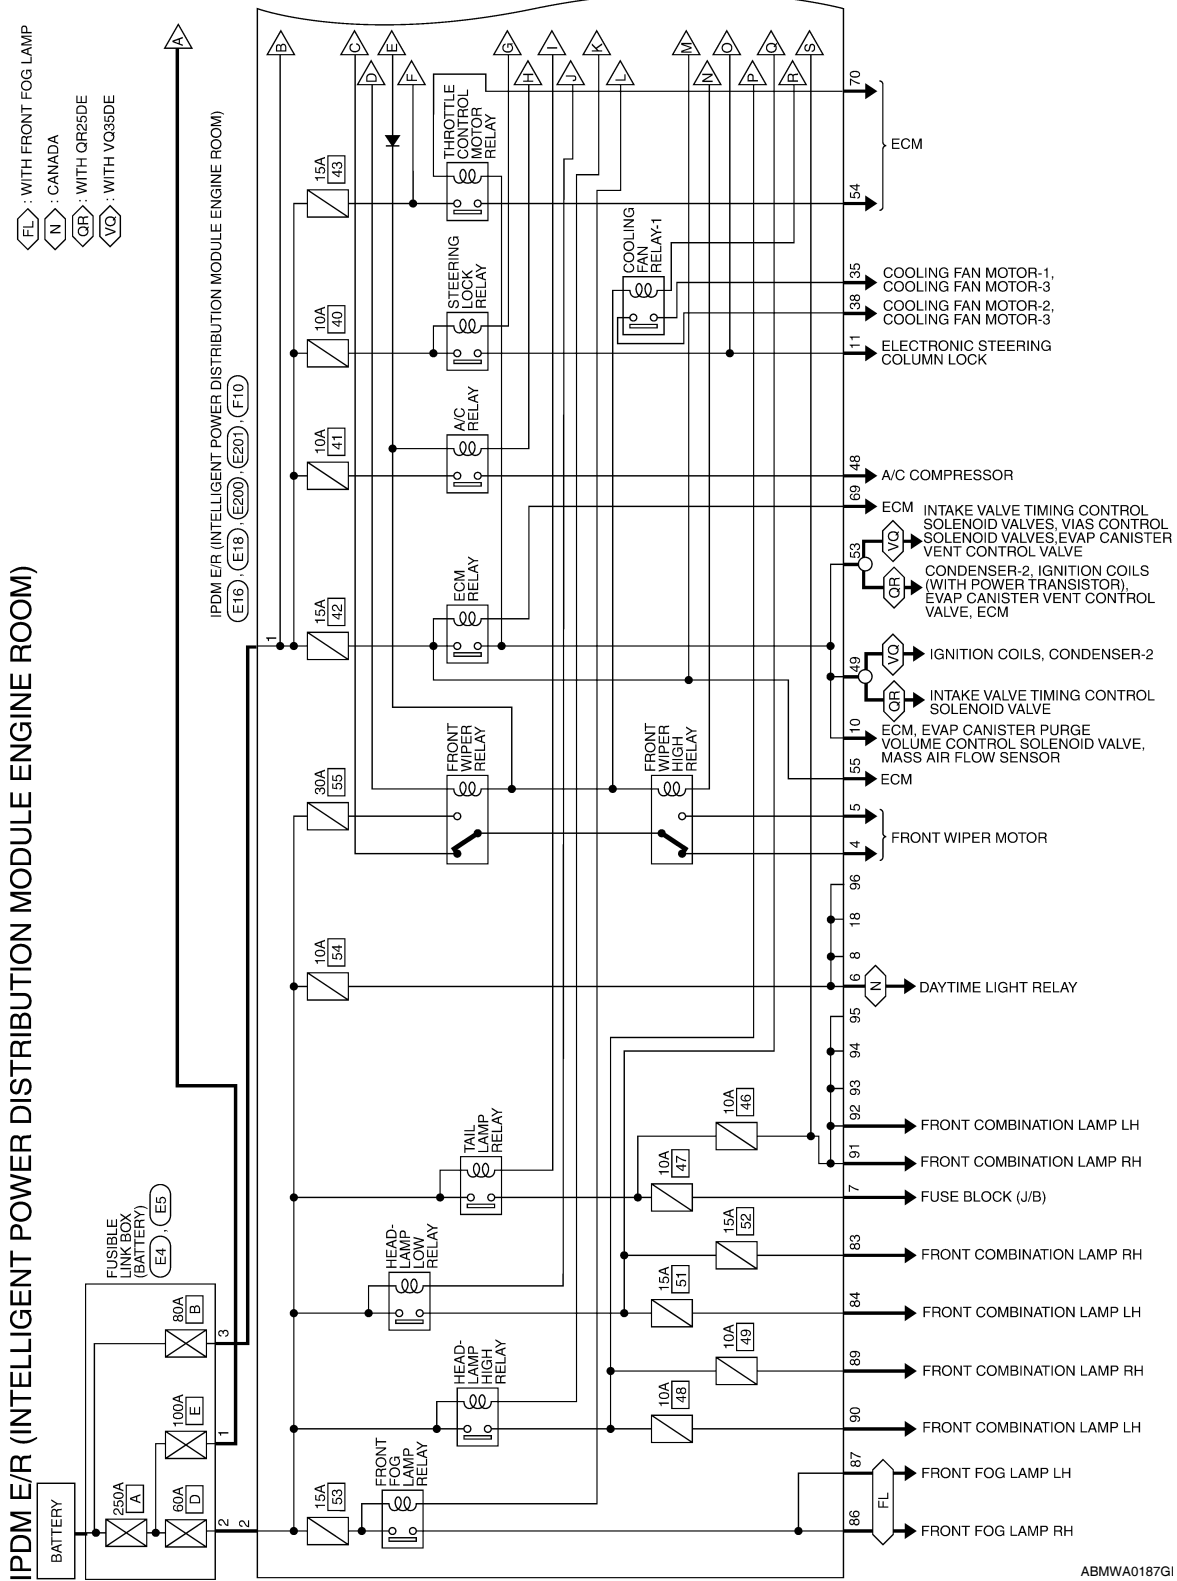 IPDM E/R (INTELLIGENT POWER DISTRIBUTION MODULE ENGINE ROOM)
FL : WITH FRONT FOG LAMP
N : CANADA
QR : WITH QR25DE
VQ : WITH VQ35DE
BATTERY
250A
A
60A
D
100A
E
80A
B
FUSIBLE
LINK BOX
(BATTERY)
E4 , E5
2
1
3
2
1
A
IPDM E/R (INTELLIGENT POWER DISTRIBUTION MODULE ENGINE ROOM)
E16 , E18 , E200 , E201 , F10
B
C
D
E
F
G
H
I
J
K
L
M
N
O
P
Q
R
S
15A
53
10A
54
30A
55
15A
42
10A
41
10A
40
15A
43
FRONT
FOG
LAMP
RELAY
HEAD-
LAMP
HIGH
RELAY
HEAD-
LAMP
LOW
RELAY
TAIL
LAMP
RELAY
FRONT
WIPER
RELAY
FRONT
WIPER
HIGH
RELAY
ECM
RELAY
A/C
RELAY
STEERING
LOCK
RELAY
THROTTLE
CONTROL
MOTOR
RELAY
COOLING
FAN
RELAY-1
10A
48
10A
49
15A
51
15A
52
10A
47
10A
46
70
54
ECM
35
COOLING FAN MOTOR-1,
COOLING FAN MOTOR-3
38
COOLING FAN MOTOR-2,
COOLING FAN MOTOR-3
11
ELECTRONIC STEERING
COLUMN LOCK
48
A/C COMPRESSOR
69
ECM
53
VQ
INTAKE VALVE TIMING CONTROL
SOLENOID VALVES, VIAS CONTROL
SOLENOID VALVES,EVAP CANISTER
VENT CONTROL VALVE
QR
CONDENSER-2, IGNITION COILS
(WITH POWER TRANSISTOR),
EVAP CANISTER VENT CONTROL
VALVE, ECM
49
VQ
IGNITION COILS, CONDENSER-2
QR
INTAKE VALVE TIMING CONTROL
SOLENOID VALVE
10
ECM, EVAP CANISTER PURGE
VOLUME CONTROL SOLENOID VALVE,
MASS AIR FLOW SENSOR
55
ECM
5
4
FRONT WIPER MOTOR
96
18
8
6
N
DAYTIME LIGHT RELAY
95
94
93
92
FRONT COMBINATION LAMP LH
91
FRONT COMBINATION LAMP RH
7
FUSE BLOCK (J/B)
83
FRONT COMBINATION LAMP RH
84
FRONT COMBINATION LAMP LH
89
FRONT COMBINATION LAMP RH
90
FRONT COMBINATION LAMP LH
87
FL
FRONT FOG LAMP LH
86
FRONT FOG LAMP RH
ABMWA0187GI